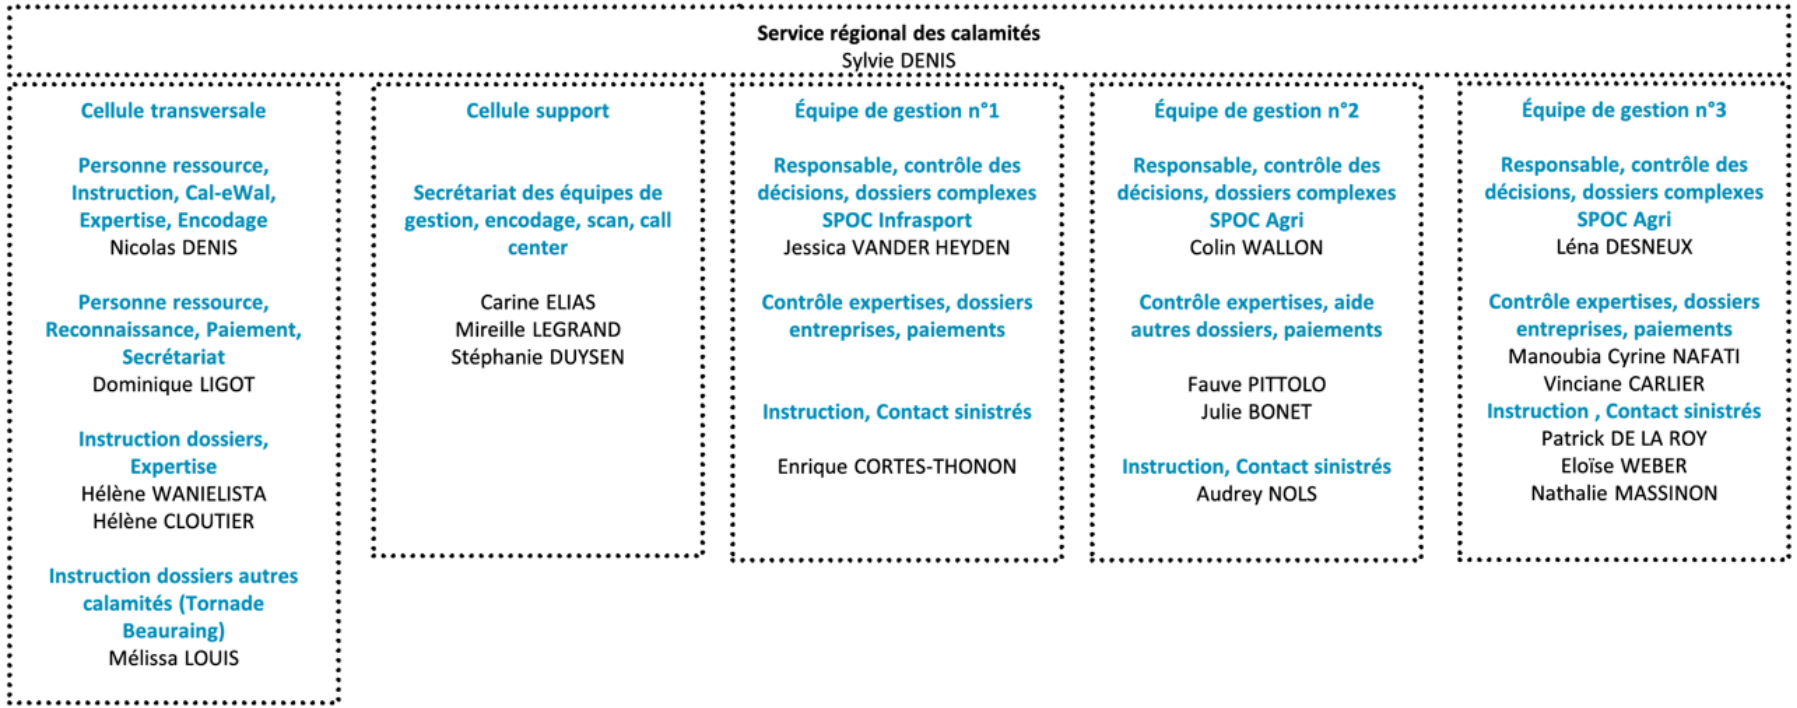 Service régional des calamités
Sylvie DENIS
Cellule transversale
Personne ressource,
Instruction, Cal-eWal,
Expertise, Encodage
Nicolas DENIS
Personne ressource,
Reconnaissance, Paiement,
Secrétariat
Dominique LIGOT
Instruction dossiers,
Expertise
Hélène WANIELISTA
Hélène CLOUTIER
Instruction dossiers autres
calamités (Tornade
Beauraing)
Mélissa LOUIS
Cellule support
Secrétariat des équipes de
gestion, encodage, scan, call
center
Carine ELIAS
Mireille LEGRAND
Stéphanie DUYSEN
Équipe de gestion n°1
Responsable, contrôle des
décisions, dossiers complexes
SPOC Infrasport
Jessica VANDER HEYDEN
Contrôle expertises, dossiers
entreprises, paiements
Instruction, Contact sinistrés
Enrique CORTES-THONON
Équipe de gestion n°2
Responsable, contrôle des
décisions, dossiers complexes
SPOC Agri
Colin WALLON
Contrôle expertises, aide
autres dossiers, paiements
Fauve PITTOLO
Julie BONET
Instruction, Contact sinistrés
Audrey NOLS
Équipe de gestion n°3
Responsable, contrôle des
décisions, dossiers complexes
SPOC Agri
Léna DESNEUX
Contrôle expertises, dossiers
entreprises, paiements
Manoubia Cyrine NAFATI
Vinciane CARLIER
Instruction , Contact sinistrés
Patrick DE LA ROY
Eloïse WEBER
Nathalie MASSINON